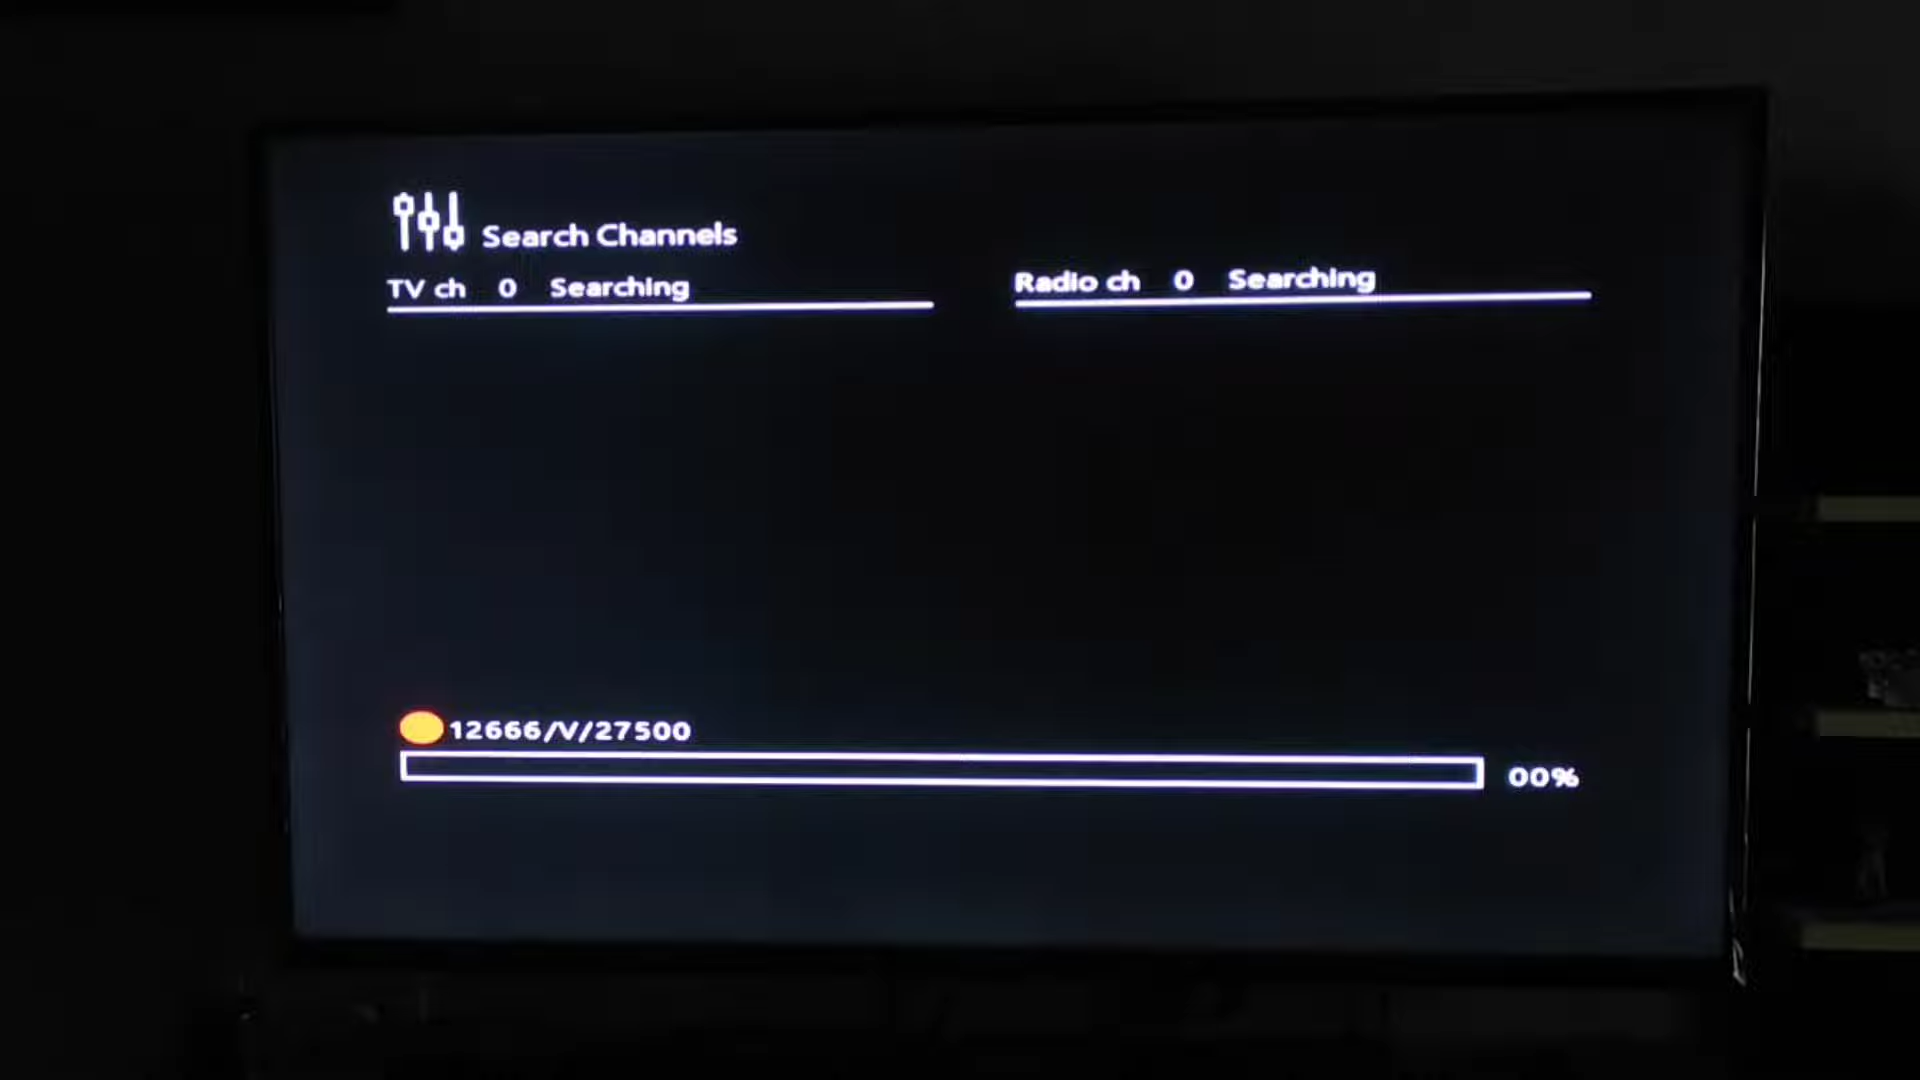 Search Channels
TV ch 0 Searching
Radio ch 0 Searching
12666/V/27500
00%